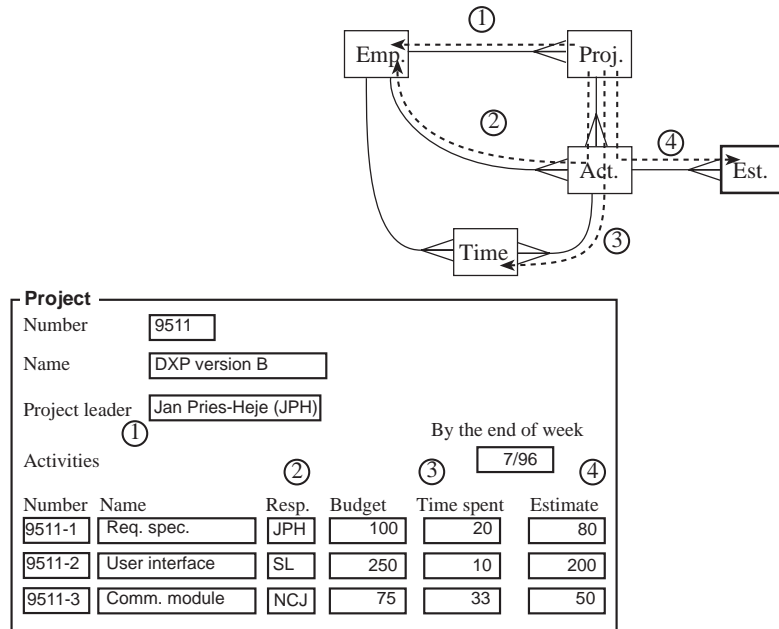 1
Emp. Proj.
2
4
Act. Est.
3
Time
Project
Number 9511
Name DXP version B
Project leader Jan Pries-Heje (JPH)
1
By the end of week
Activities 2 3 7/96 4
Number Name Resp. Budget Time spent Estimate
9511-1 Req. spec. JPH 100 20 80
9511-2 User interface SL 250 10 200
9511-3 Comm. module NCJ 75 33 50